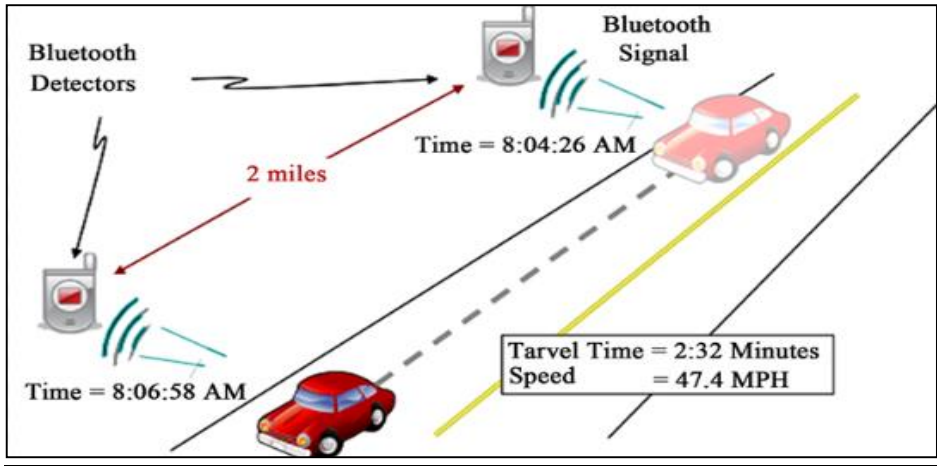 Bluetooth
Detectors
Bluetooth
Signal
Time = 8:04:26 AM
2 miles
Time = 8:06:58 AM
Tarvel Time = 2:32 Minutes
Speed = 47.4 MPH